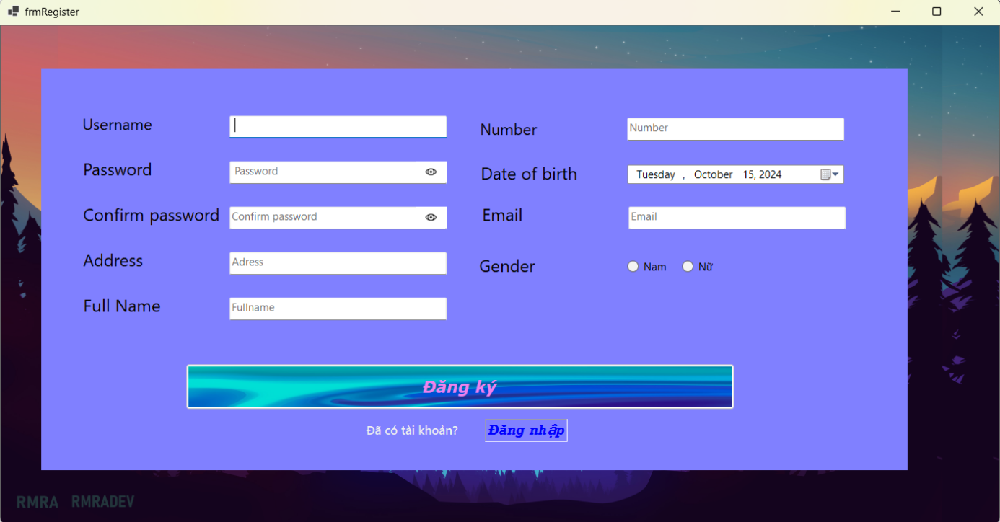 frmRegister
Username
Number
Number
Password
Password
Date of birth
Tuesday , October 15, 2024
Confirm password
Confirm password
Email
Email
Address
Adress
Gender
Nam
Nữ
Full Name
Fullname
Đăng ký
Đã có tài khoản?
Đăng nhập
RMRA RMRADEV